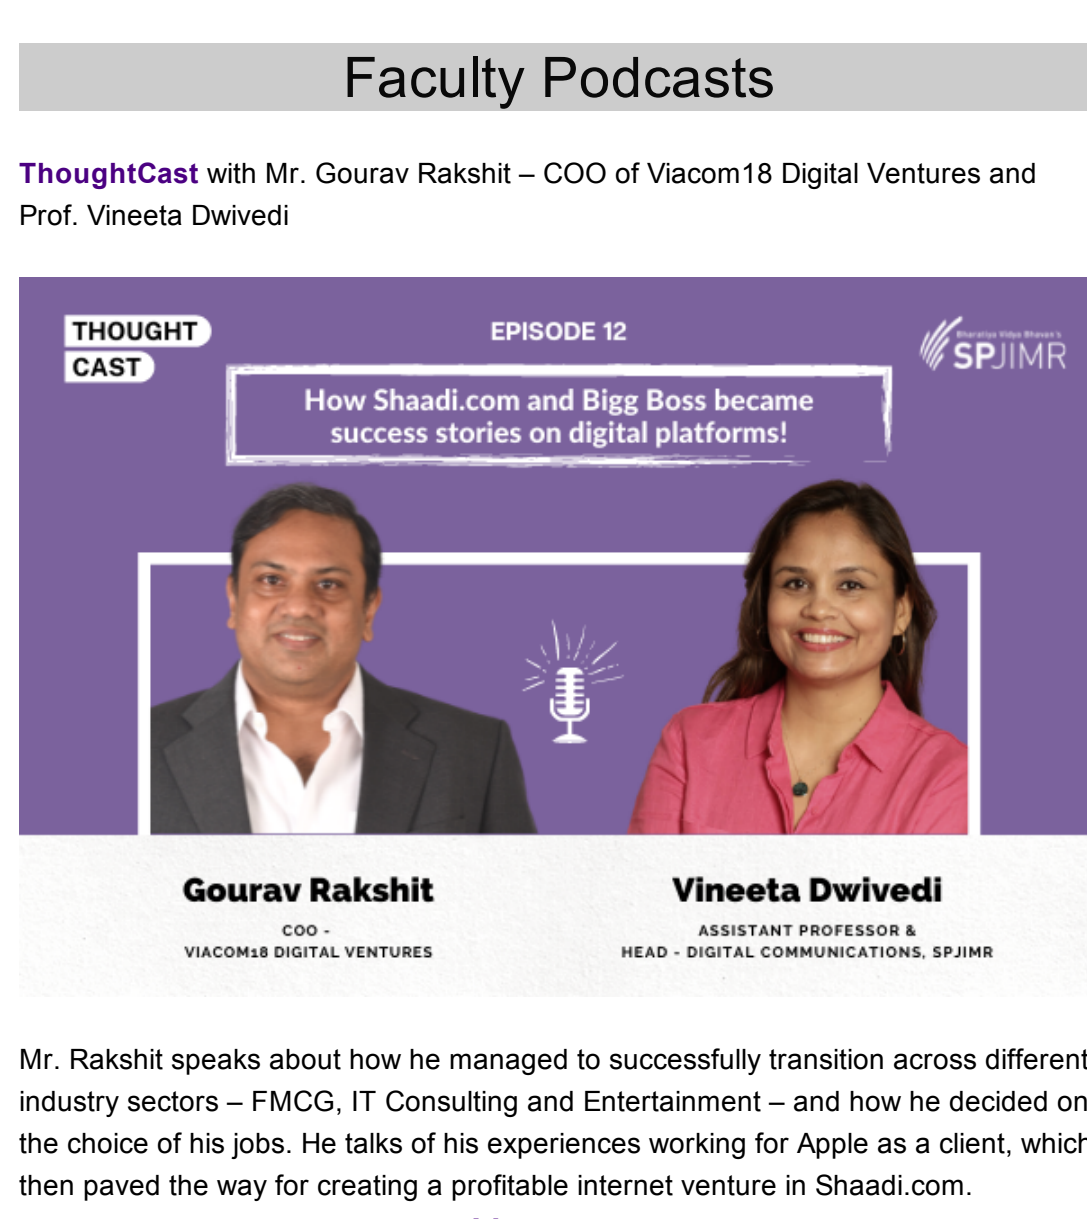 Faculty Podcasts
ThoughtCast with Mr. Gourav Rakshit – COO of Viacom18 Digital Ventures and
Prof. Vineeta Dwivedi
THOUGHT
CAST
EPISODE 12
Bharatiya Vidya Bhavan's
SPJIMR
How Shaadi.com and Bigg Boss became
success stories on digital platforms!
Gourav Rakshit
COO -
VIACOM18 DIGITAL VENTURES
Vineeta Dwivedi
ASSISTANT PROFESSOR &
HEAD - DIGITAL COMMUNICATIONS, SPJIMR
Mr. Rakshit speaks about how he managed to successfully transition across different
industry sectors – FMCG, IT Consulting and Entertainment – and how he decided on
the choice of his jobs. He talks of his experiences working for Apple as a client, which
then paved the way for creating a profitable internet venture in Shaadi.com.